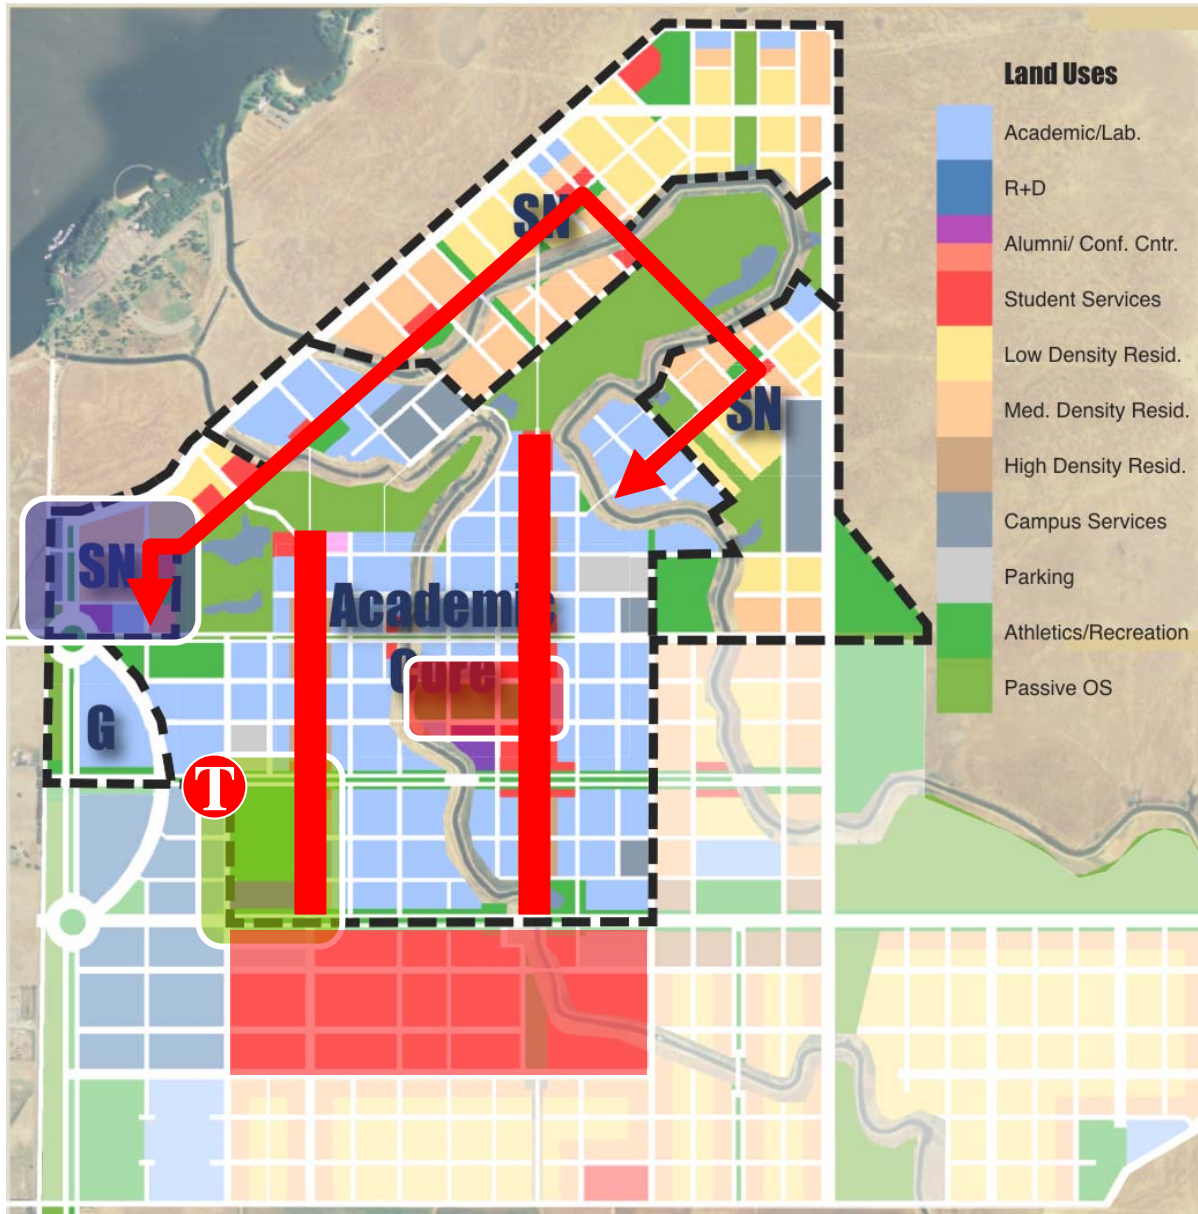 Land Uses
Academic/Lab.
R+D
Alumni/ Conf. Cntr.
Student Services
Low Density Resid.
Med. Density Resid.
High Density Resid.
Campus Services
Parking
Athletics/Recreation
Passive OS
SN
SN
SN
Academic
Core
G
T